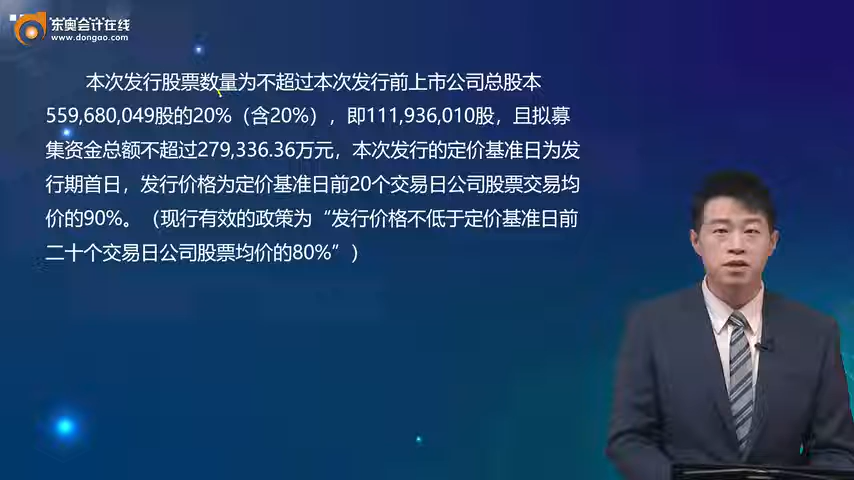 东奥会计在线
www.dongao.com
本次发行股票数量为不超过本次发行前上市公司总股本
559,680,049股的20%（含20%），即111,936,010股，且拟募
集资金总额不超过279,336.36万元，本次发行的定价基准日为发
行期首日，发行价格为定价基准日前20个交易日公司股票交易均
价的90%。（现行有效的政策为“发行价格不低于定价基准日前
二十个交易日公司股票均价的80%”）